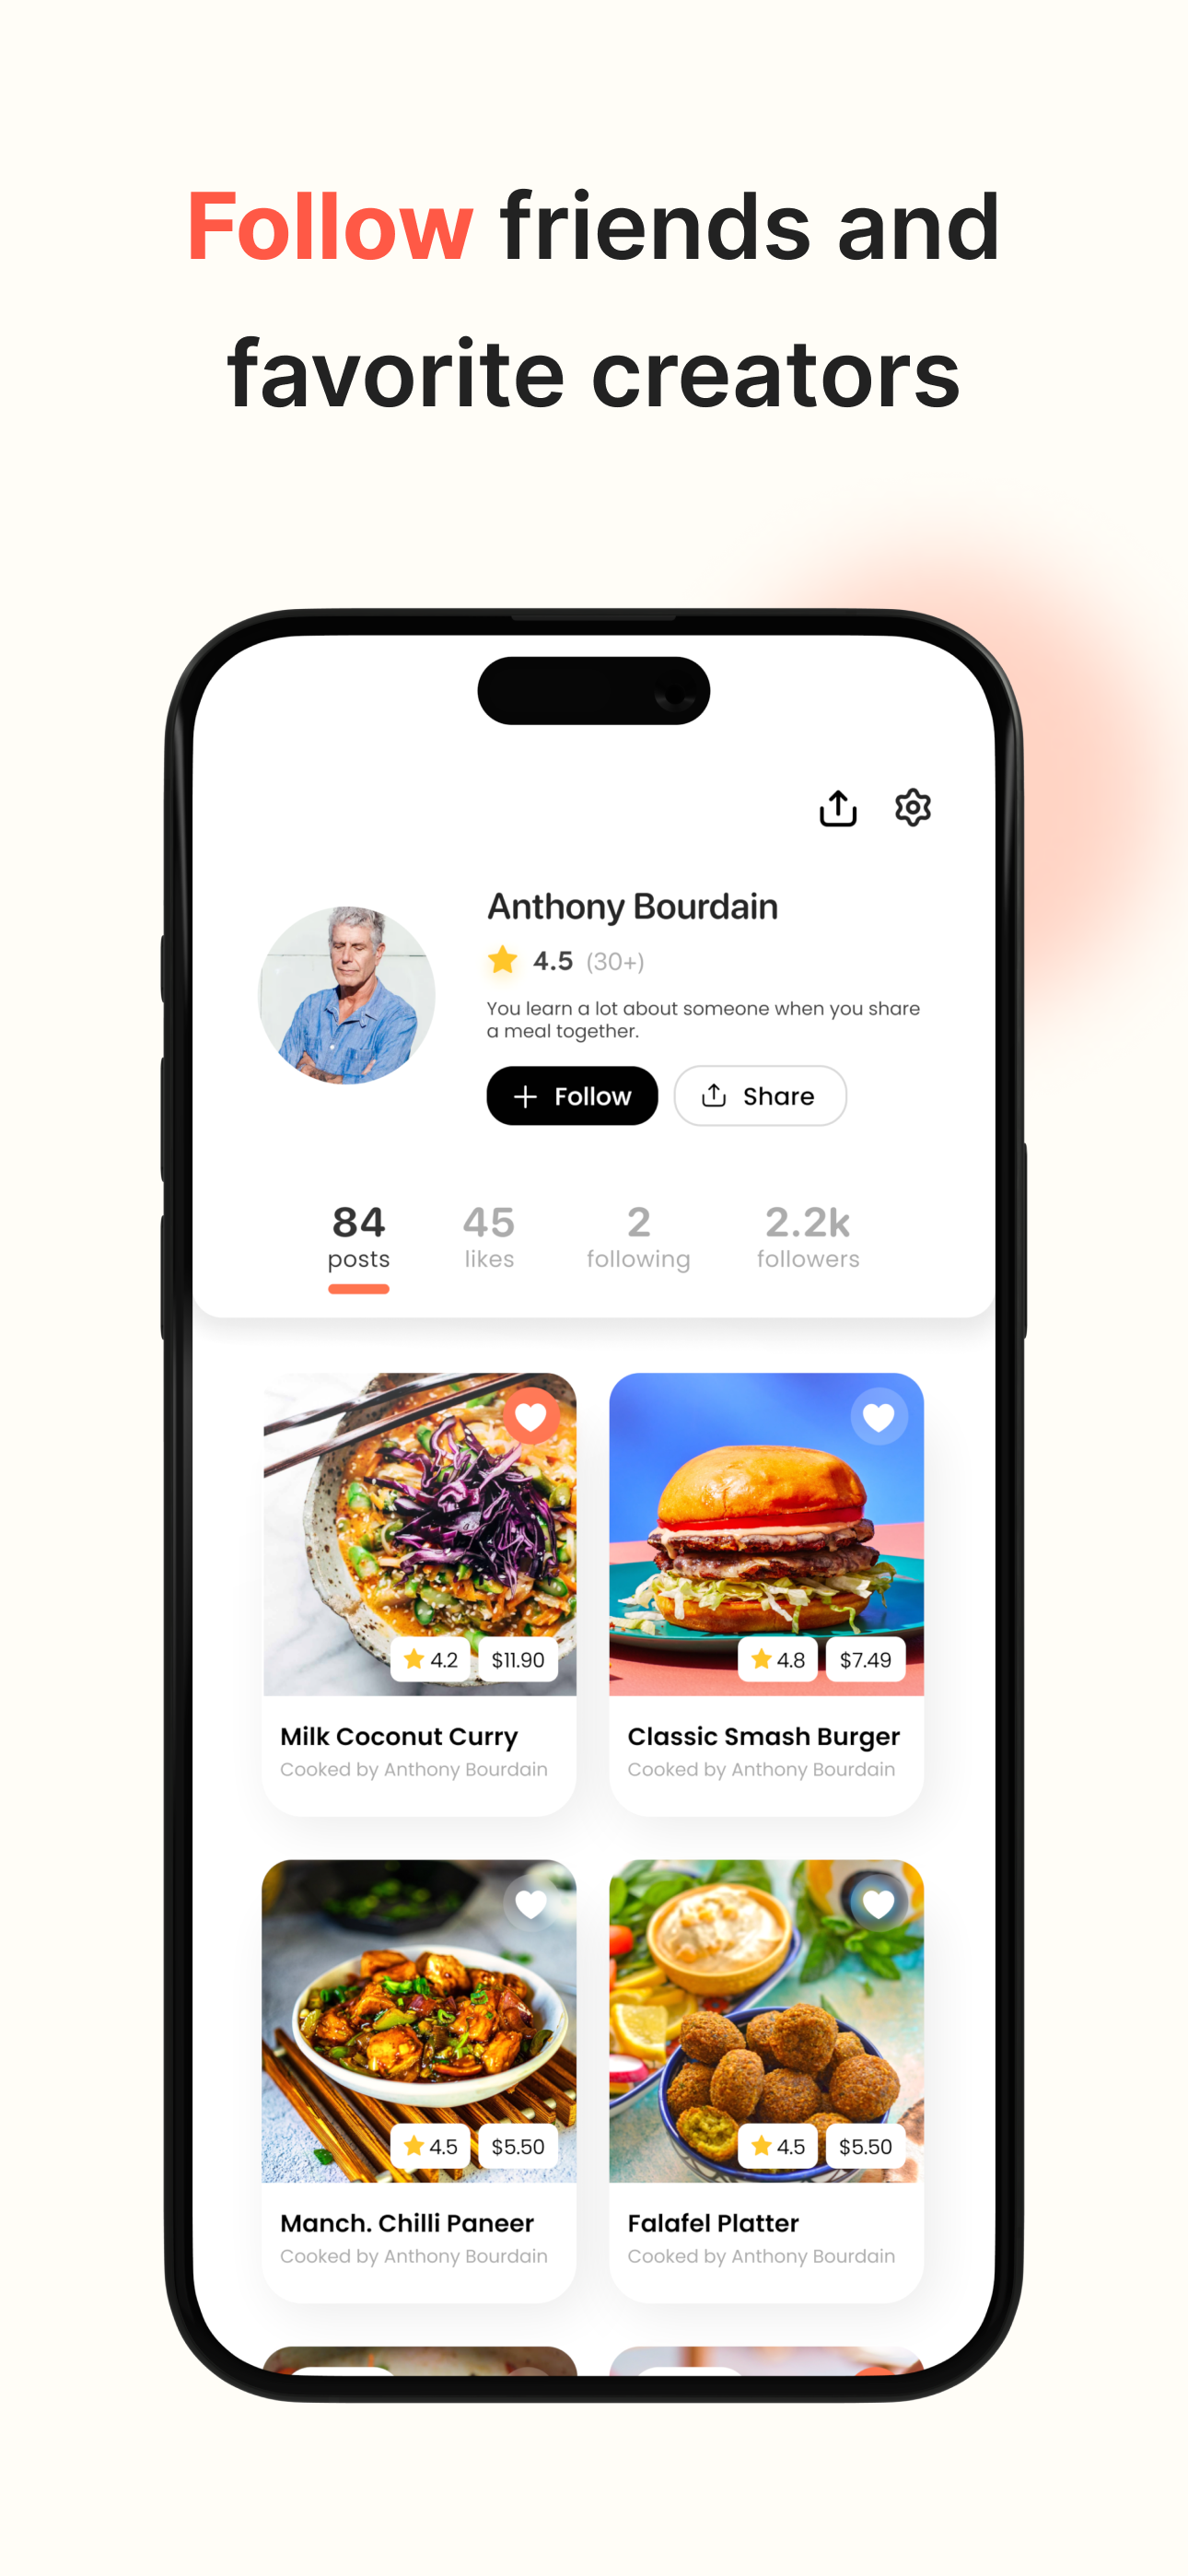 Follow friends and
favorite creators
Anthony Bourdain
4.5 (30+)
You learn a lot about someone when you share
a meal together.
+ Follow
Share
84
posts
45
likes
2
following
2.2k
followers
4.2
$11.90
Milk Coconut Curry
Cooked by Anthony Bourdain
4.8
$7.49
Classic Smash Burger
Cooked by Anthony Bourdain
4.5
$5.50
Manch. Chilli Paneer
Cooked by Anthony Bourdain
4.5
$5.50
Falafel Platter
Cooked by Anthony Bourdain